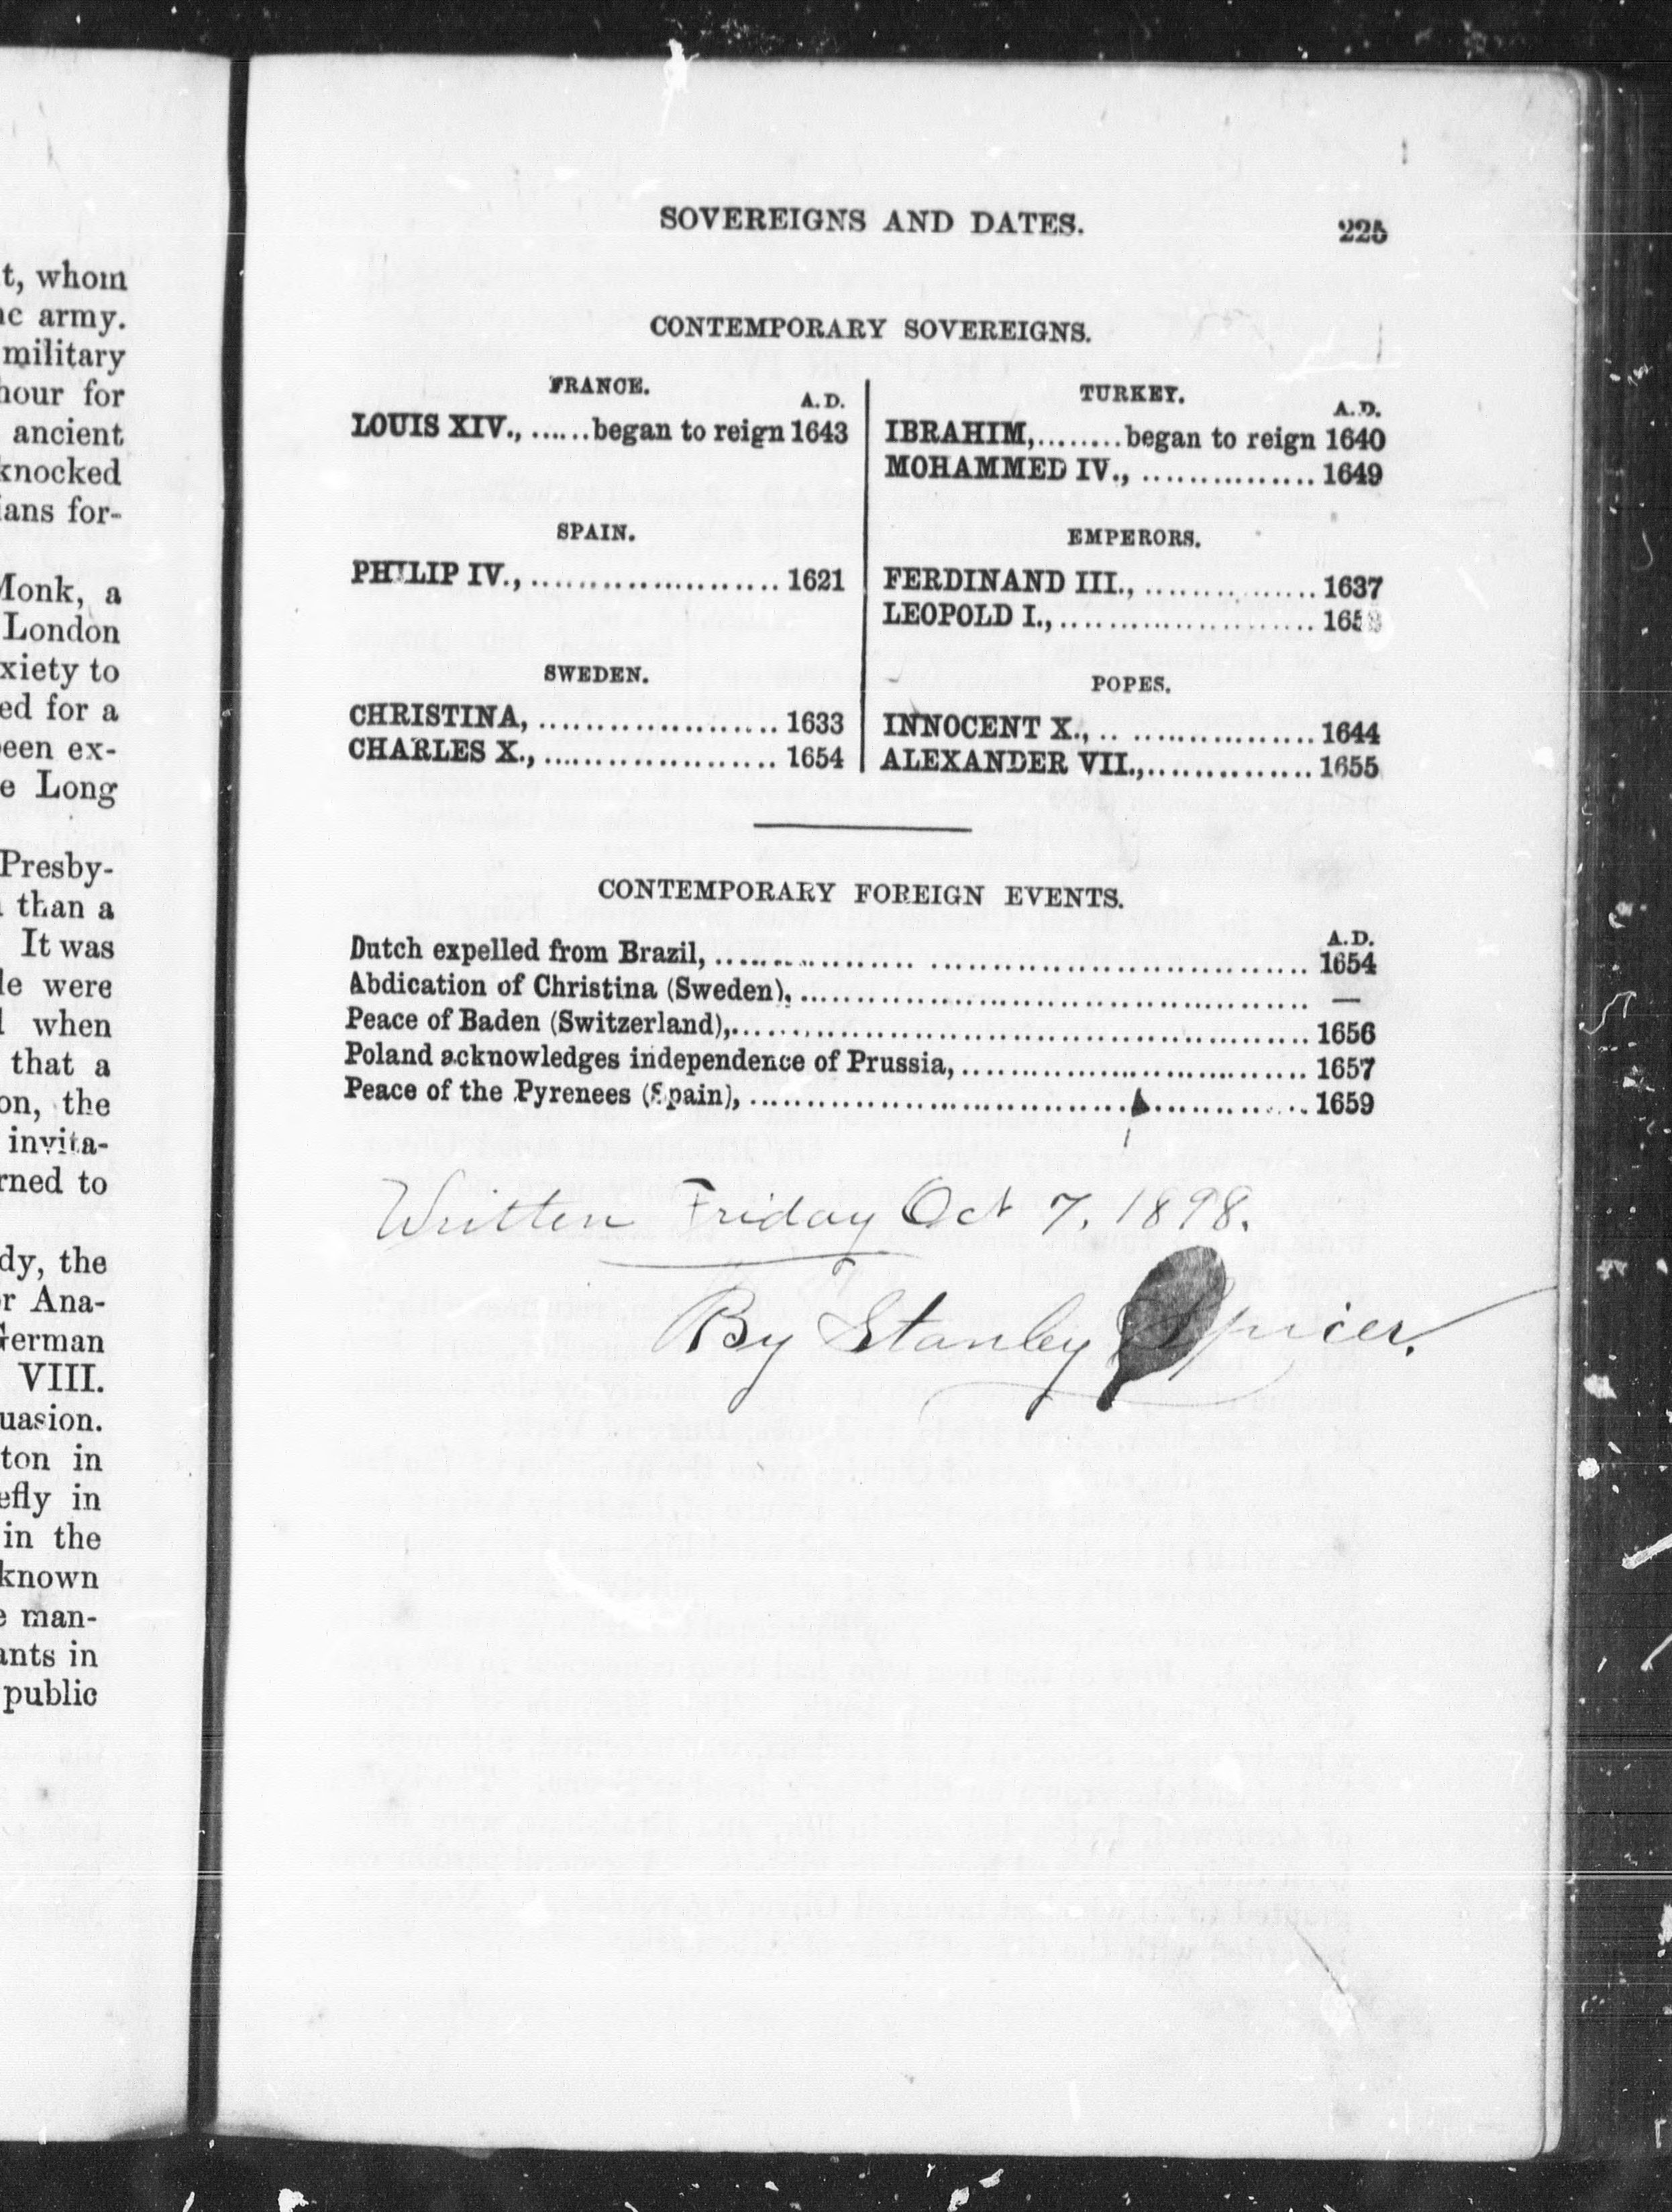 t, whom
army.
military
hour for
ancient
knocked
ians for-
Monk, a
London
xiety to
ed for a
been ex-
e Long
Presby-
than a
It was
le were
when
that a
on, the
invita-
rned to
dy, the
or Ana-
German
VIII.
uasion.
ton in
efly in
in the
known
e man-
ants in
public
SOVEREIGNS AND DATES. 225
CONTEMPORARY SOVEREIGNS.
FRANCE.
A.D.
LOUIS XIV., ......began to reign 1643
SPAIN.
PHILIP IV., ...................... 1621
SWEDEN.
CHRISTINA, ..................... 1633
CHARLES X., .................... 1654
TURKEY.
A.D.
IBRAHIM,........began to reign 1640
MOHAMMED IV., ............... 1649
EMPERORS.
FERDINAND III., ............... 1637
LEOPOLD I., ...................... 1658
POPES.
INNOCENT X., .. ................ 1644
ALEXANDER VII.,............... 1655
CONTEMPORARY FOREIGN EVENTS.
A.D.
Dutch expelled from Brazil, .................. ................................. 1654
Abdication of Christina (Sweden), ............................................. —
Peace of Baden (Switzerland),................................................... 1656
Poland acknowledges independence of Prussia, ............................... 1657
Peace of the Pyrenees (Spain), ................................................. 1659
Written Friday Oct 7, 1898.
By Stanley Spicer.